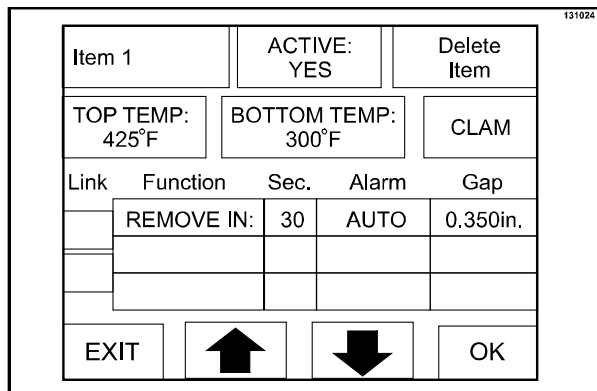 131024
Item 1
ACTIVE:
YES
Delete
Item
TOP TEMP:
425°F
BOTTOM TEMP:
300°F
CLAM
Link Function Sec. Alarm Gap
REMOVE IN: 30 AUTO 0.350in.
EXIT OK